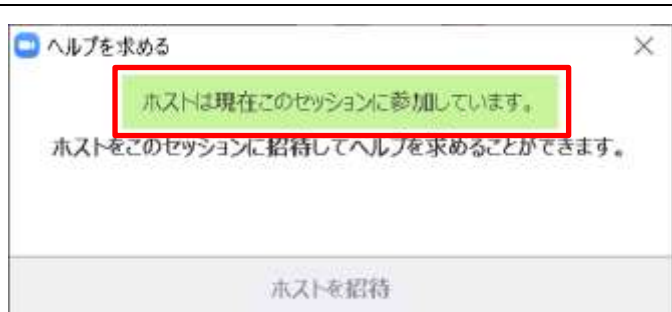 ヘルプを求める
ホストは現在このセッションに参加しています。
ホストをこのセッションに招待してヘルプを求めることができます。
ホストを招待